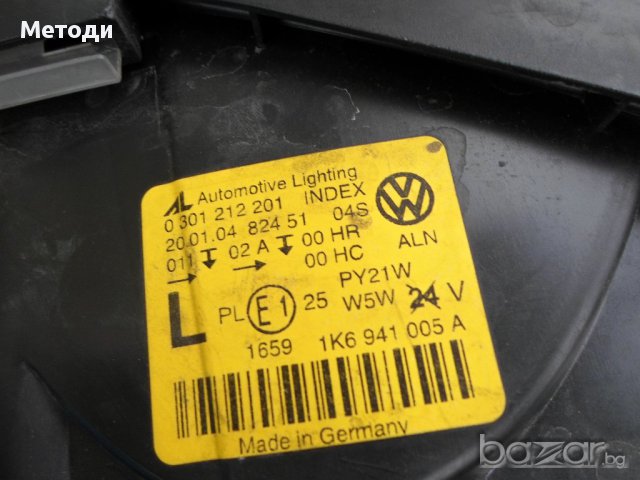 Методи
AL Automotive Lighting
0 301 212 201 INDEX
20.01.04 824 51 04S
011 02 A 00 HR
00 HC ALN
PY21W
L PL E1 25 W5W 24 V
1659 1K6 941 005 A
Made in Germany
bazar.bg